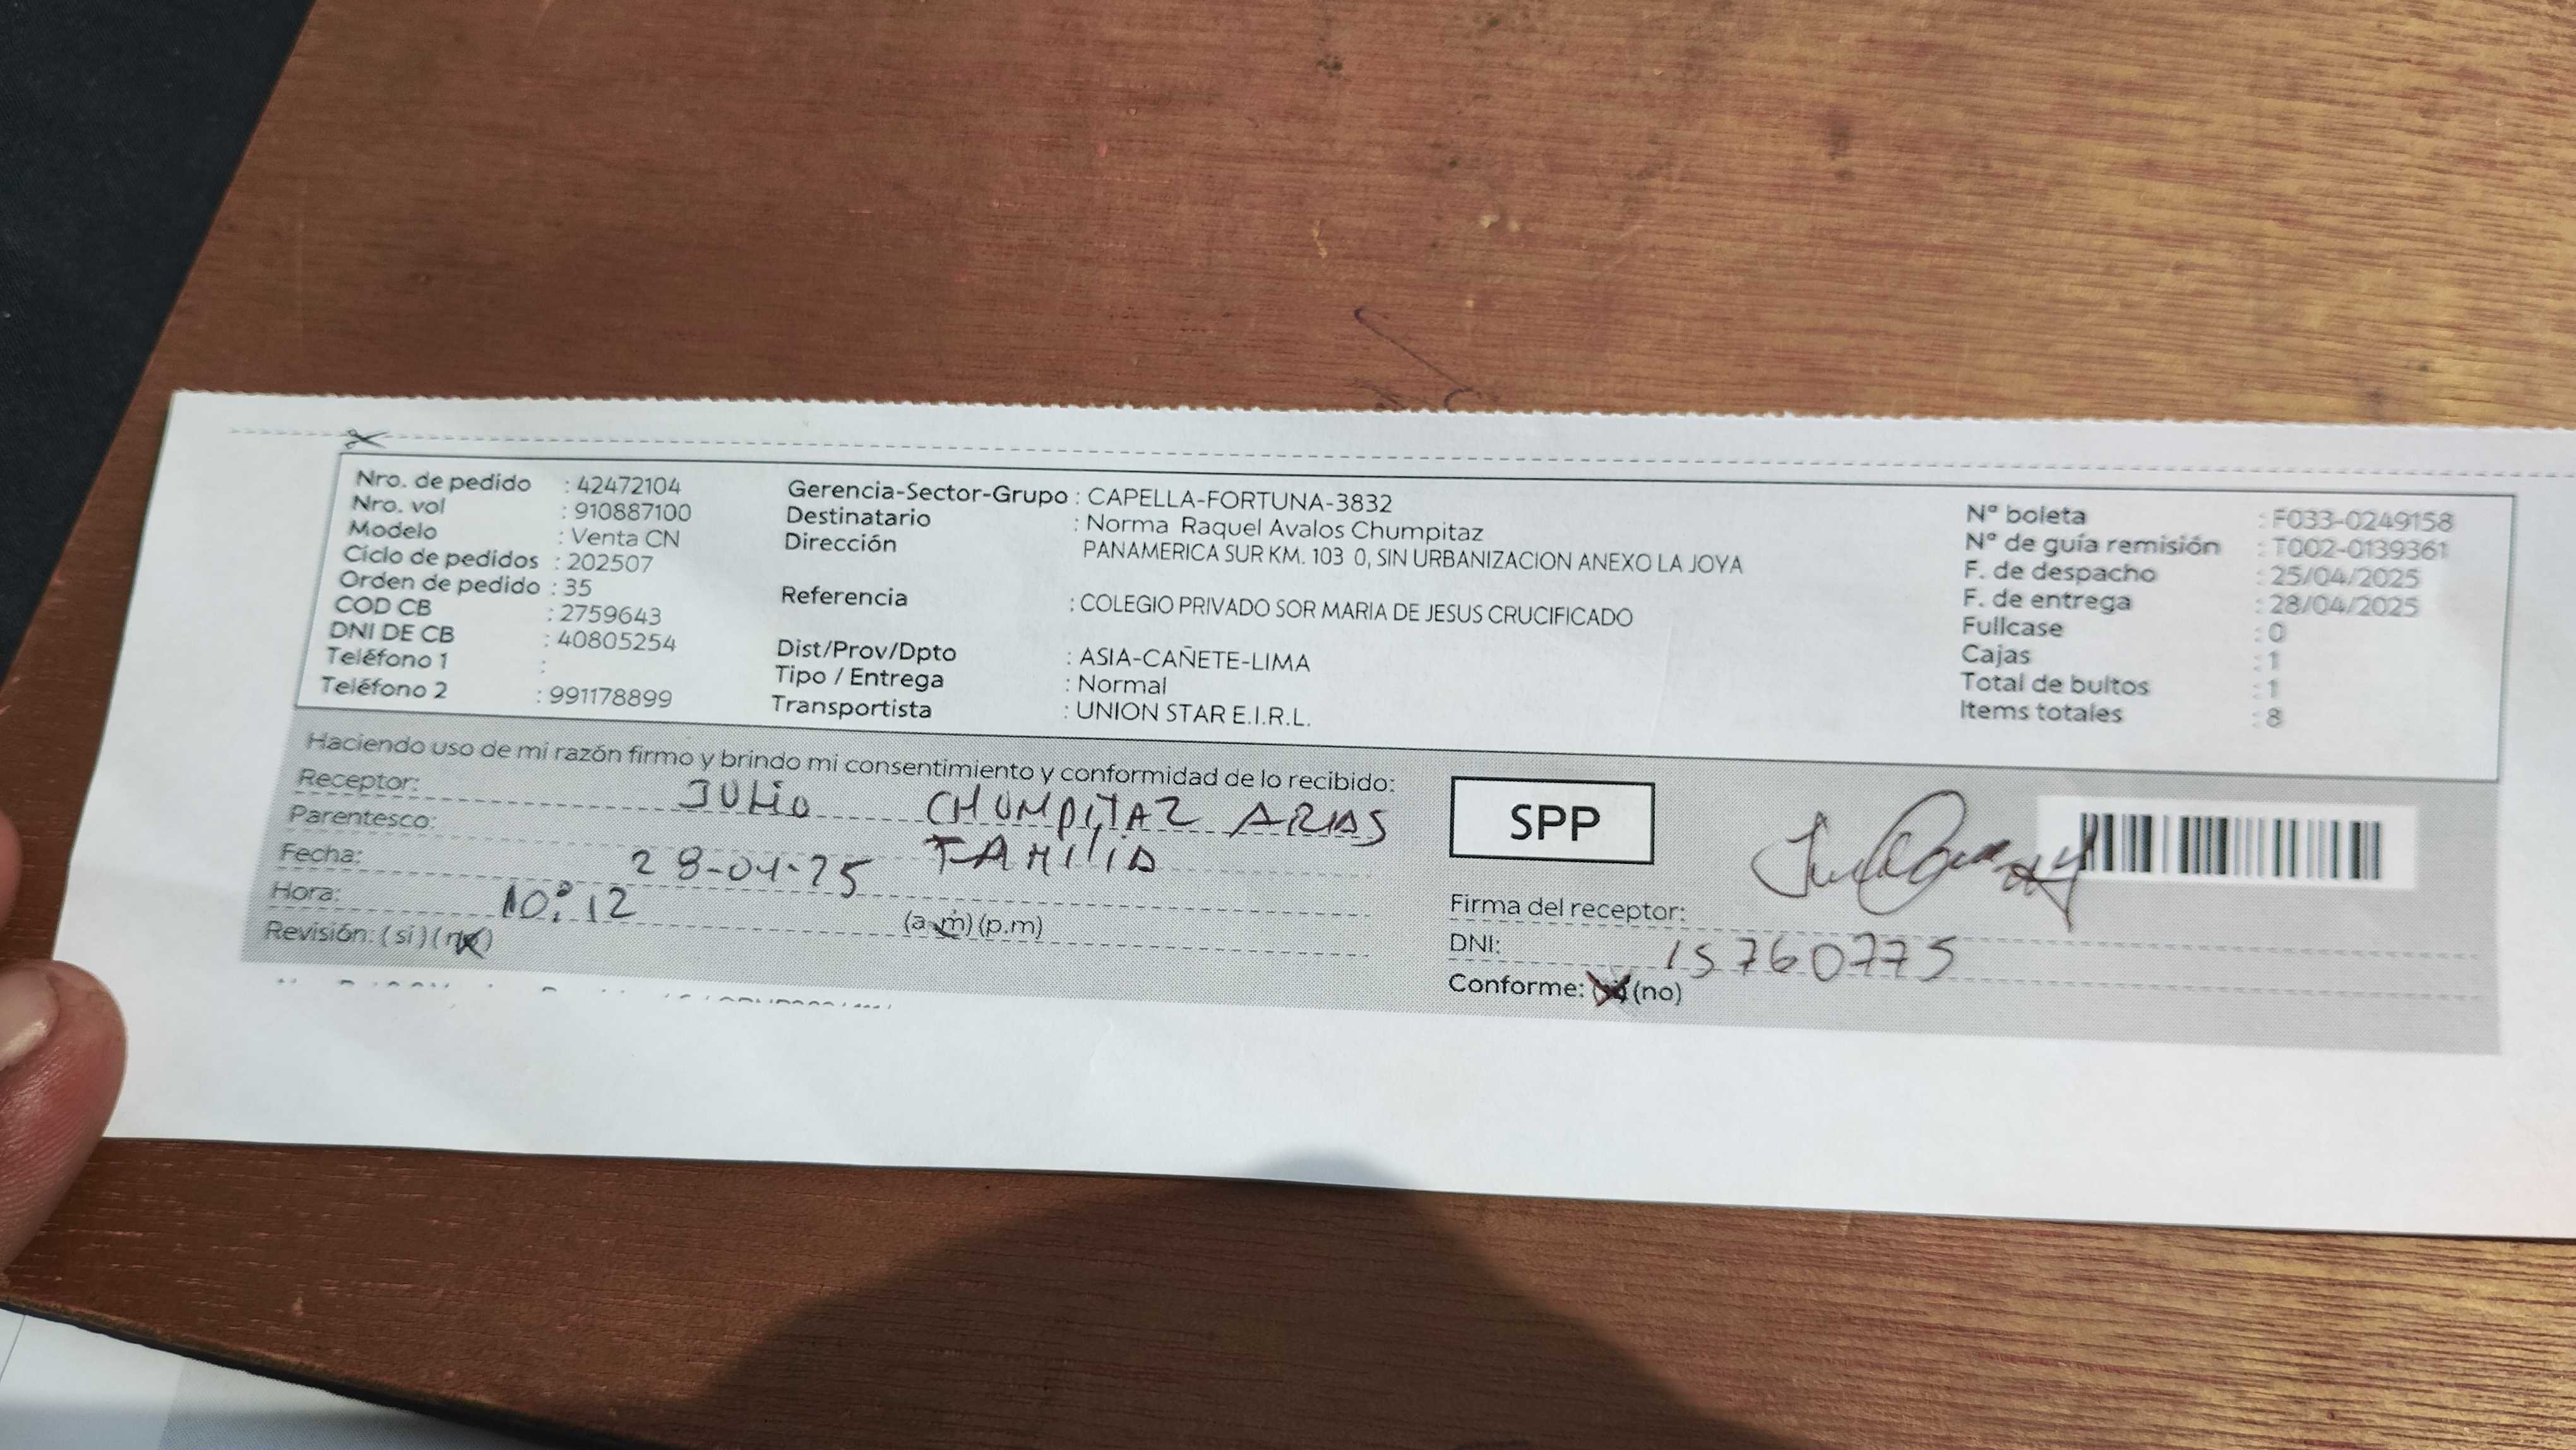 Nro. de pedido : 42472104
Nro. vol : 910887100
Modelo : Venta CN
Ciclo de pedidos : 202507
Orden de pedido : 35
COD CB : 2759643
DNI DE CB : 40805254
Teléfono 1 :
Teléfono 2 : 991178899
Gerencia-Sector-Grupo : CAPELLA-FORTUNA-3832
Destinatario : Norma Raquel Avalos Chumpitaz
Dirección PANAMERICA SUR KM. 103 0, SIN URBANIZACION ANEXO LA JOYA
Referencia : COLEGIO PRIVADO SOR MARIA DE JESUS CRUCIFICADO
Dist/Prov/Dpto : ASIA-CAÑETE-LIMA
Tipo / Entrega : Normal
Transportista : UNION STAR E.I.R.L.
N° boleta : F033-0249158
N° de guía remisión : T002-0139361
F. de despacho : 25/04/2025
F. de entrega : 28/04/2025
Fullcase : 0
Cajas : 1
Total de bultos : 1
Items totales : 8
Haciendo uso de mi razón firmo y brindo mi consentimiento y conformidad de lo recibido:
Receptor: JULIO CHUMPITAZ ARIAS
Parentesco: FAMILIA
Fecha: 28-04-25
Hora: 10:12 (a.m) (p.m)
Revisión: (si) (no)
SPP
Firma del receptor:
DNI: 15760775
Conforme: (si) (no)